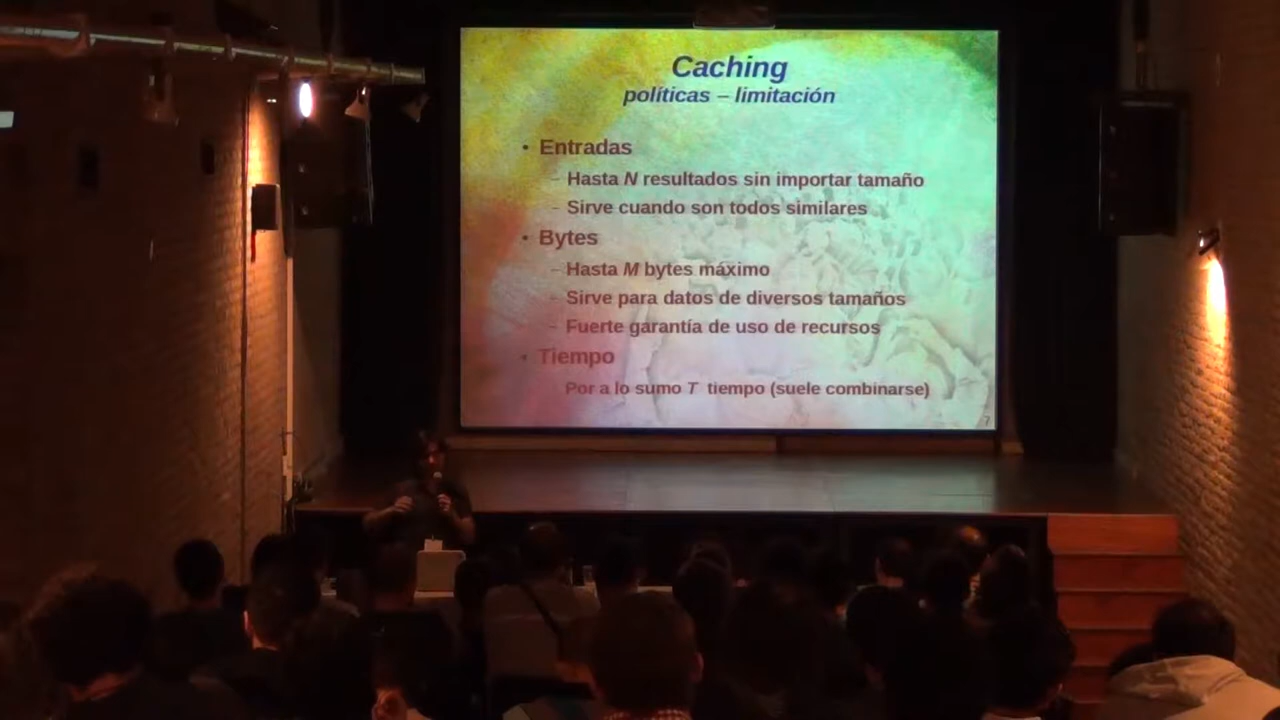 Caching
políticas – limitación
• Entradas
– Hasta N resultados sin importar tamaño
– Sirve cuando son todos similares
• Bytes
– Hasta M bytes máximo
– Sirve para datos de diversos tamaños
– Fuerte garantía de uso de recursos
• Tiempo
Por a lo sumo T tiempo (suele combinarse)
7